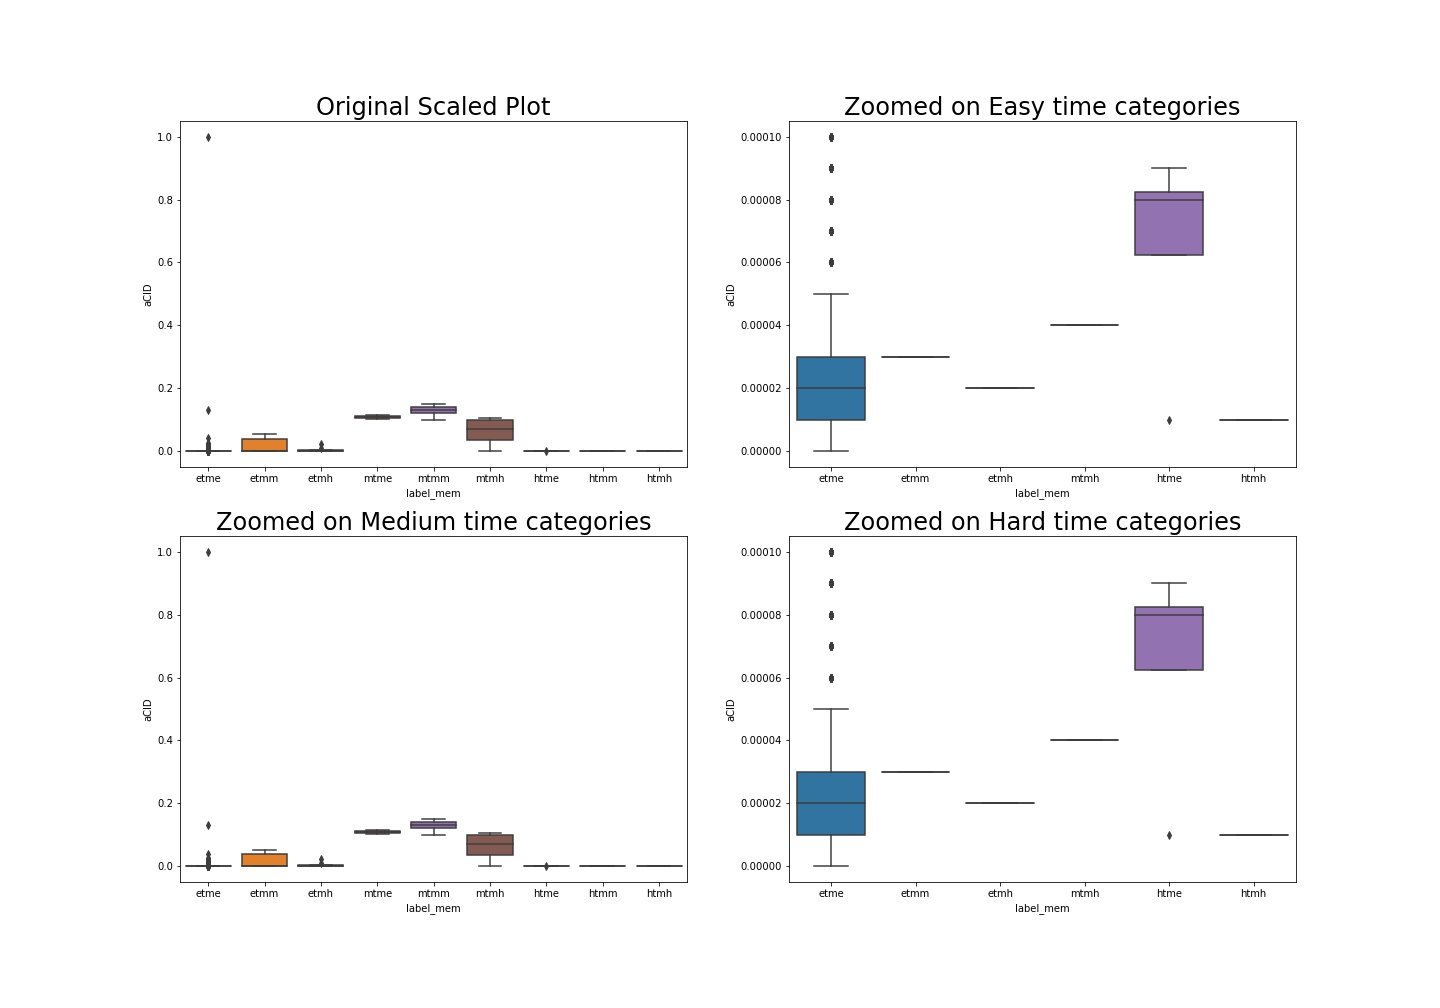 Original Scaled Plot
1.0
0.8
0.6
0.4
0.2
0.0
aCID
etme etmm etmh mtme mtmm mtmh htme htmm htmh
label_mem
Zoomed on Easy time categories
0.00010
0.00008
0.00006
0.00004
0.00002
0.00000
aCID
etme etmm etmh mtmh htme htmh
label_mem
Zoomed on Medium time categories
1.0
0.8
0.6
0.4
0.2
0.0
aCID
etme etmm etmh mtme mtmm mtmh htme htmm htmh
label_mem
Zoomed on Hard time categories
0.00010
0.00008
0.00006
0.00004
0.00002
0.00000
aCID
etme etmm etmh mtmh htme htmh
label_mem